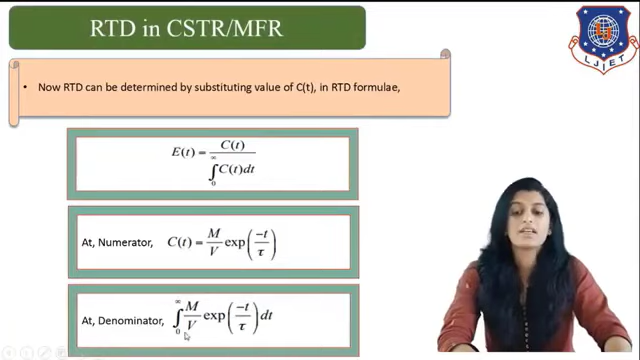 RTD in CSTR/MFR
LJIET
• Now RTD can be determined by substituting value of C(t), in RTD formulae,
E(t) = C(t) / ∫₀^∞ C(t)dt
At, Numerator, C(t) = M/V exp(−t/τ)
At, Denominator, ∫₀^∞ M/V exp(−t/τ) dt